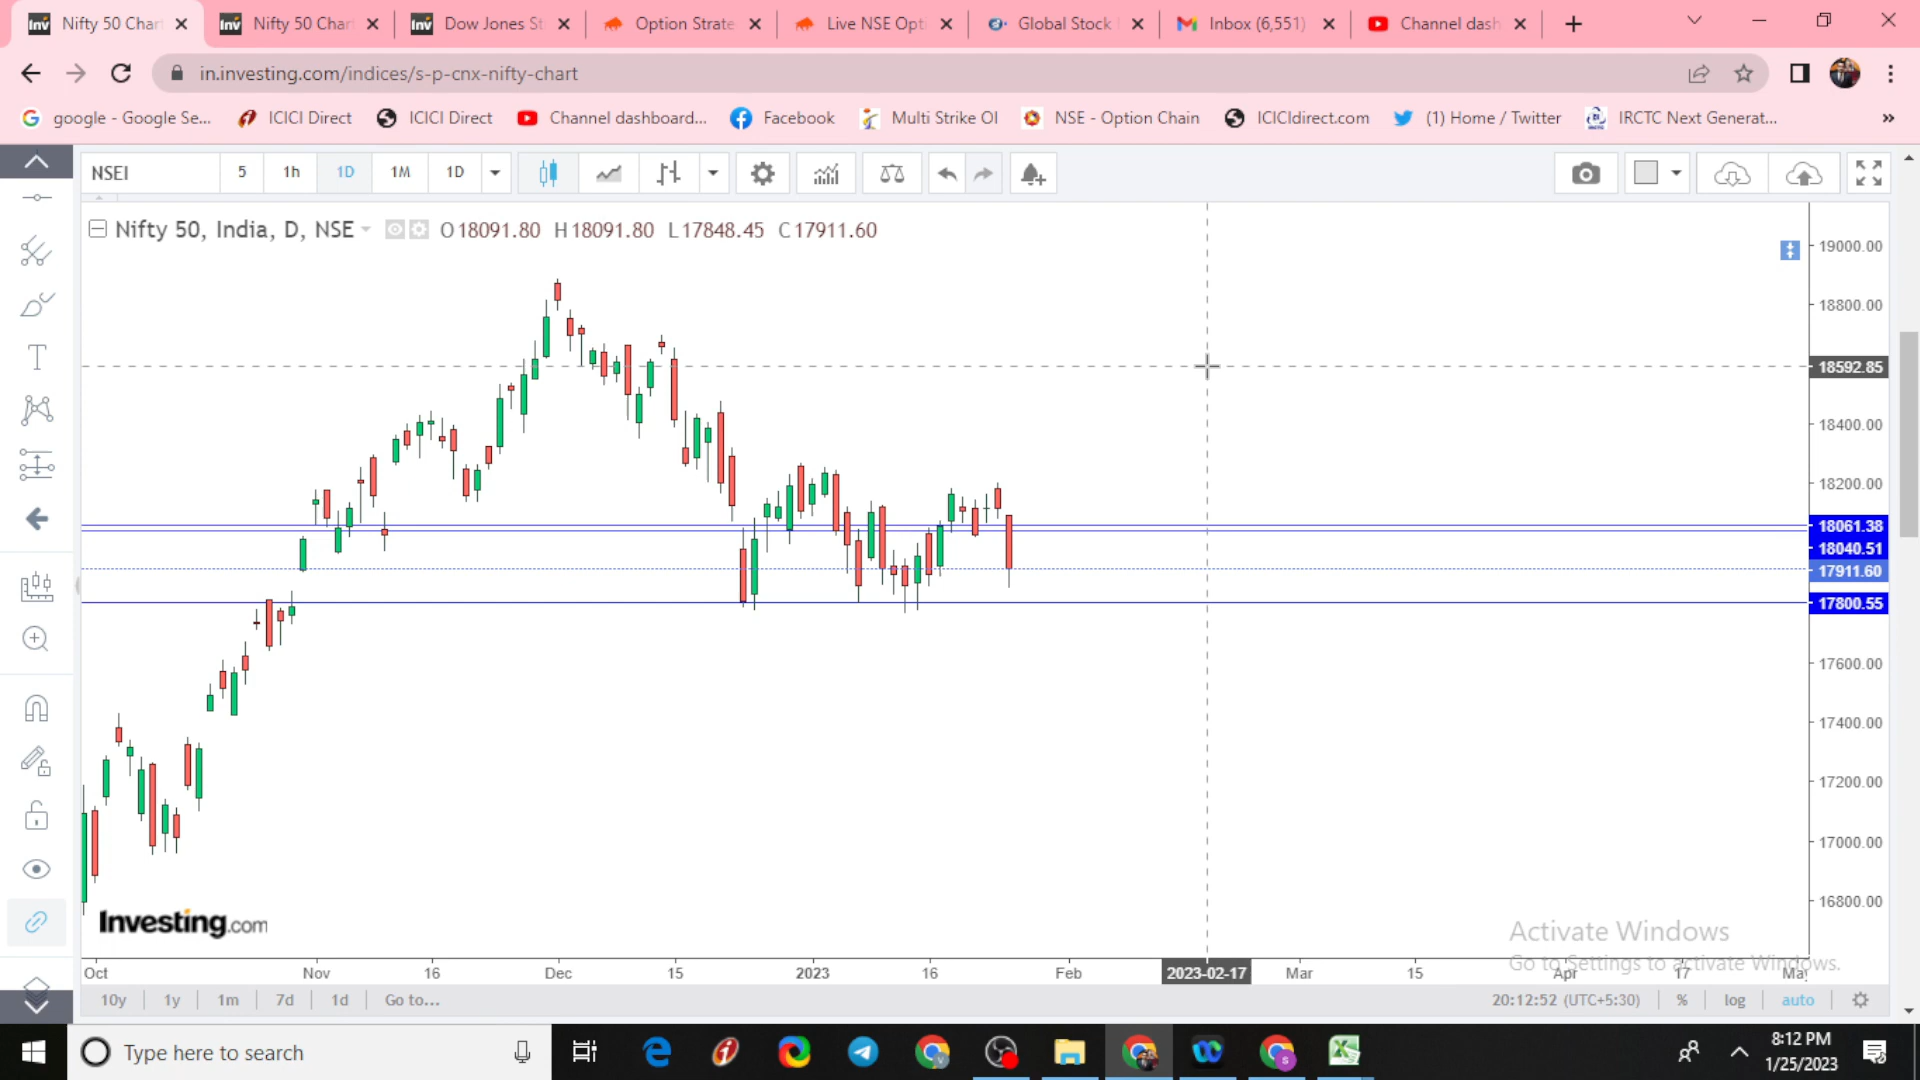 Nifty 50 Char
Nifty 50 Char
Dow Jones St
Option Strate
Live NSE Opti
Global Stock
Inbox (6,551)
Channel dash
in.investing.com/indices/s-p-cnx-nifty-chart
google - Google Se...
ICICI Direct
ICICI Direct
Channel dashboard...
Facebook
Multi Strike OI
NSE - Option Chain
ICICIdirect.com
(1) Home / Twitter
IRCTC Next Generat...
»
NSEI
5
1h
1D
1M
1D
Nifty 50, India, D, NSE
O 18091.80 H 18091.80 L 17848.45 C 17911.60
19000.00
18800.00
18592.85
18400.00
18200.00
18061.38
18040.51
17911.60
17800.55
17600.00
17400.00
17200.00
17000.00
16800.00
Investing.com
Activate Windows
Go to Settings to activate Windows.
Oct
Nov
16
Dec
15
2023
16
Feb
2023-02-17
Mar
15
Apr
17
May
10y
1y
1m
7d
1d
Go to...
20:12:52 (UTC+5:30)
%
log
auto
Type here to search
8:12 PM
1/25/2023